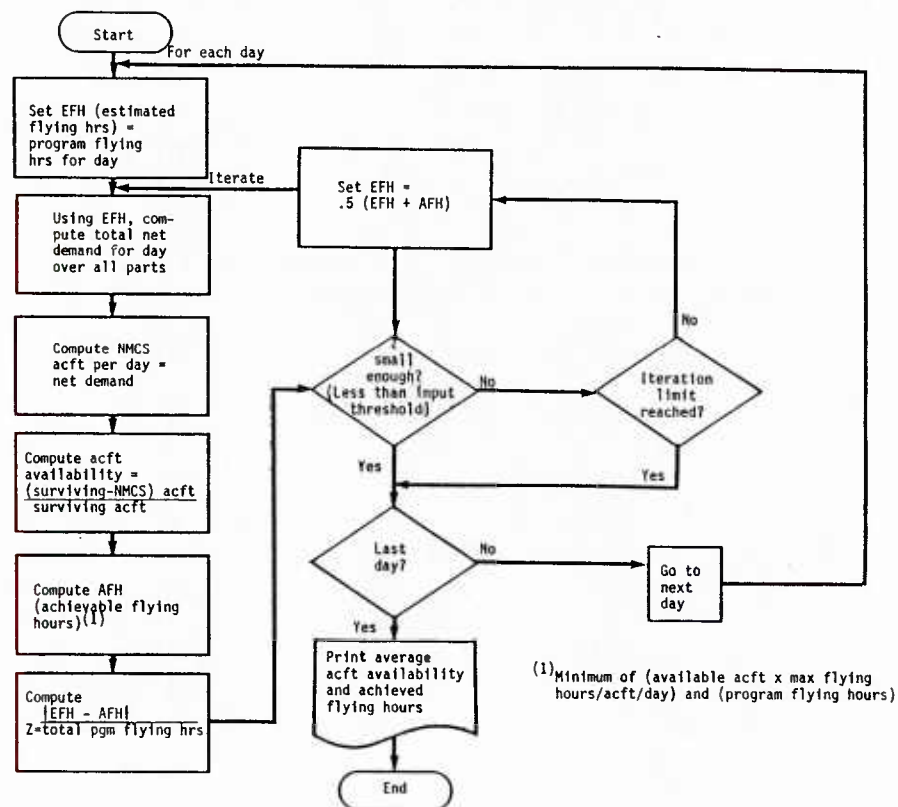 Start
For each day
Set EFH (estimated
flying hrs) =
program flying
hrs for day
Iterate
Set EFH =
.5 (EFH + AFH)
Using EFH, com-
pute total net
demand for day
over all parts
Compute NMCS
acft per day =
net demand
Z
small
enough?
(Less than input
threshold)
No
Iteration
limit
reached?
No
Yes
Yes
Compute acft
availability =
(surviving-NMCS) acft
surviving acft
Last
day?
No
Go to
next
day
Yes
Compute AFH
(achievable flying
hours)(1)
Compute
|EFH - AFH|
Z=total pgm flying hrs
Print average
acft availability
and achieved
flying hours
End
(1)Minimum of (available acft x max flying
hours/acft/day) and (program flying hours)